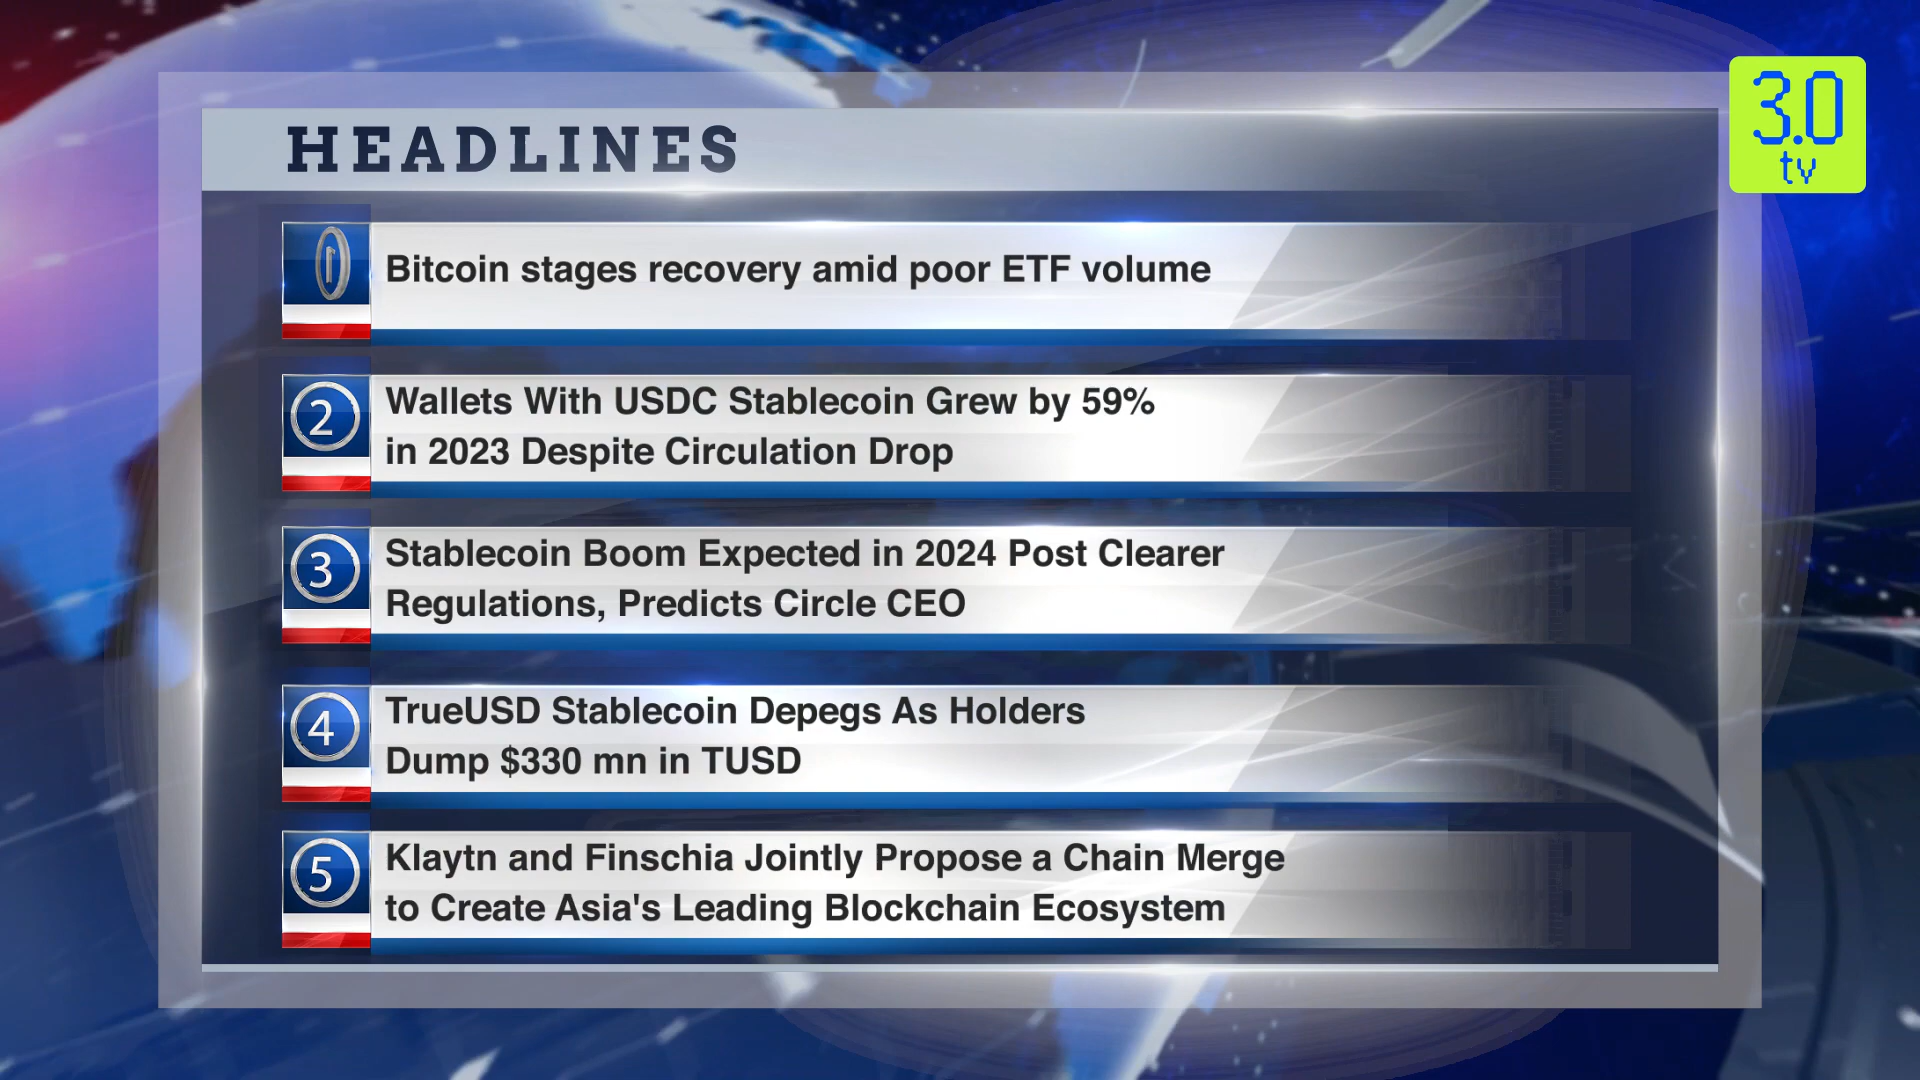 HEADLINES
3.0
tv
1
Bitcoin stages recovery amid poor ETF volume
2
Wallets With USDC Stablecoin Grew by 59%
in 2023 Despite Circulation Drop
3
Stablecoin Boom Expected in 2024 Post Clearer
Regulations, Predicts Circle CEO
4
TrueUSD Stablecoin Depegs As Holders
Dump $330 mn in TUSD
5
Klaytn and Finschia Jointly Propose a Chain Merge
to Create Asia's Leading Blockchain Ecosystem